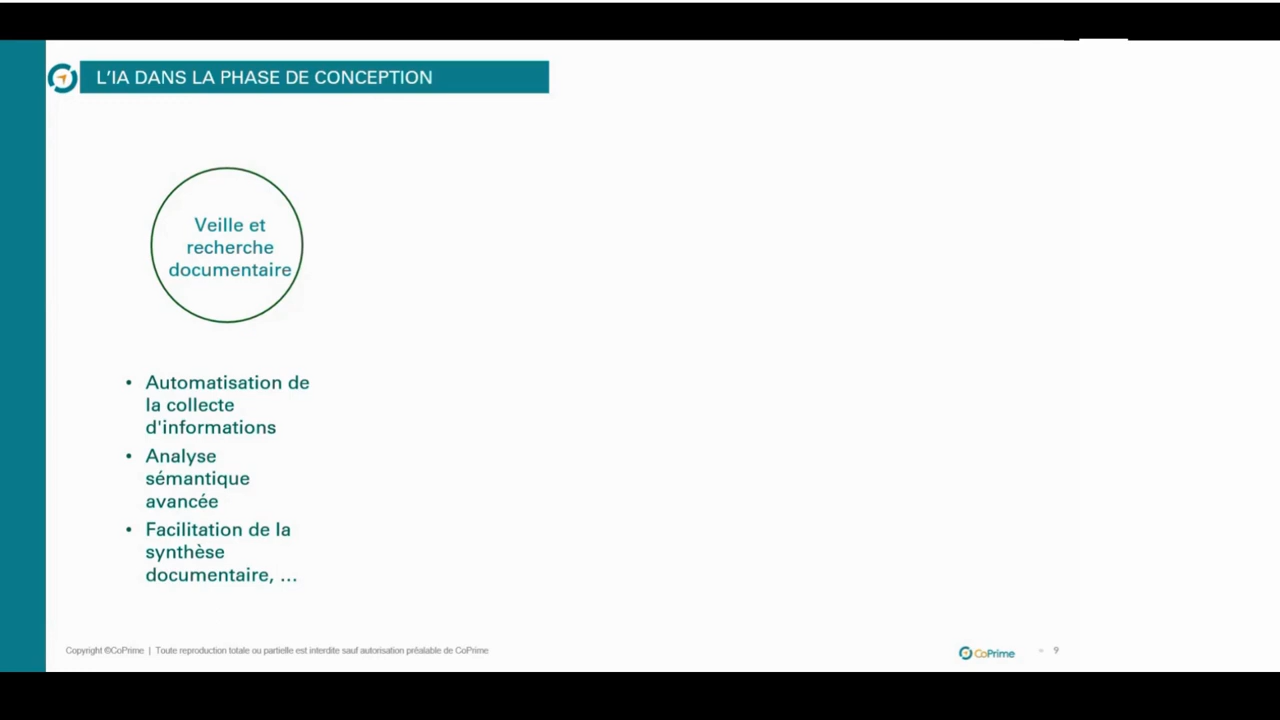 L'IA DANS LA PHASE DE CONCEPTION
Veille et
recherche
documentaire
• Automatisation de
la collecte
d'informations
• Analyse
sémantique
avancée
• Facilitation de la
synthèse
documentaire, …
Copyright ©CoPrime | Toute reproduction totale ou partielle est interdite sauf autorisation préalable de CoPrime
CoPrime
9